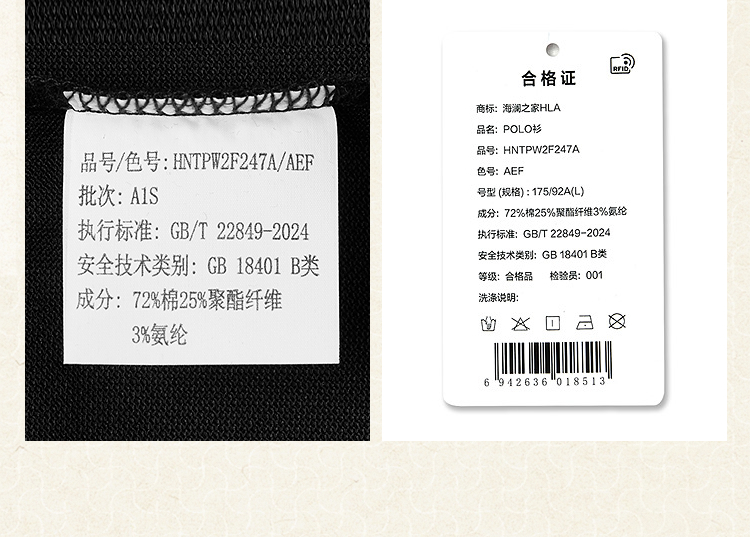 品号/色号: HNTPW2F247A/AEF
批次: A1S
执行标准: GB/T 22849-2024
安全技术类别: GB 18401 B类
成分: 72%棉25%聚酯纤维
3%氨纶
RFID
合格证
商标: 海澜之家HLA
品名: POLO衫
品号: HNTPW2F247A
色号: AEF
号型 (规格) : 175/92A(L)
成分: 72%棉25%聚酯纤维3%氨纶
执行标准: GB/T 22849-2024
安全技术类别: GB 18401 B类
等级: 合格品 检验员: 001
洗涤说明:
6 942636 018513